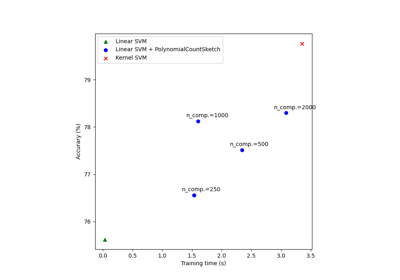 Linear SVM
Linear SVM + PolynomialCountSketch
Kernel SVM
79
n_comp.=2000
n_comp.=1000
78
n_comp.=500
Accuracy (%)
77
n_comp.=250
76
0.0 0.5 1.0 1.5 2.0 2.5 3.0 3.5
Training time (s)